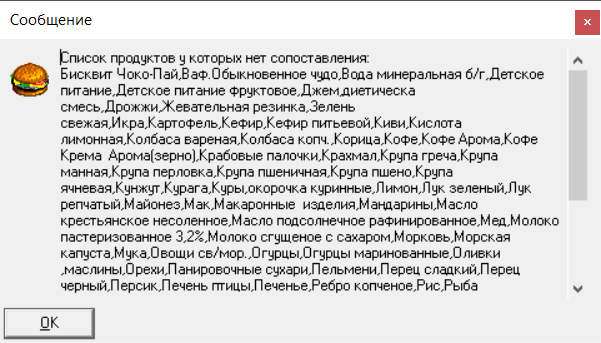 Сообщение
Список продуктов у которых нет сопоставления:
Бисквит Чоко-Пай,Ваф.Обыкновенное чудо,Вода минеральная б/г,Детское
питание,Детское питание фруктовое,Джем,диетическа
смесь,Дрожжи,Жевательная резинка,Зелень
свежая,Икра,Картофель,Кефир,Кефир питьевой,Киви,Кислота
лимонная,Колбаса вареная,Колбаса копч.,Корица,Кофе,Кофе Арома,Кофе
Крема  Арома(зерно),Крабовые палочки,Крахмал,Крупа греча,Крупа
манная,Крупа перловка,Крупа пшеничная,Крупа пшено,Крупа
ячневая,Кунжут,Курага,Куры,окорочка куринные,Лимон,Лук зеленый,Лук
репчатый,Майонез,Мак,Макаронные  изделия,Мандарины,Масло
крестьянское несоленное,Масло подсолнечное рафинированное,Мед,Молоко
пастеризованное 3,2%,Молоко сгущеное с сахаром,Морковь,Морская
капуста,Мука,Овощи св/мор.,Огурцы,Огурцы маринованные,Оливки
,маслины,Орехи,Панировочные сухари,Пельмени,Перец сладкий,Перец
черный,Персик,Печень птицы,Печенье,Ребро копченое,Рис,Рыба
OK